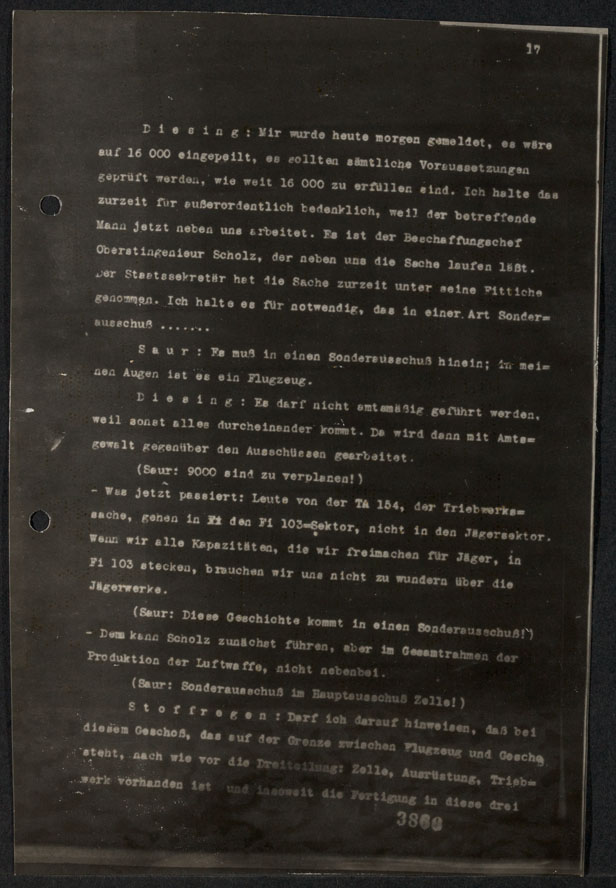 17
D i e s i n g : Mir wurde heute morgen gemeldet, es wäre
auf 16 000 eingepeilt, es sollten sämtliche Voraussetzungen
geprüft werden, wie weit 16 000 zu erfüllen sind. Ich halte das
zurzeit für außerordentlich bedenklich, weil der betreffende
Mann jetzt neben uns arbeitet. Es ist der Beschaffungschef
Oberstingenieur Scholz, der neben uns die Sache laufen läßt.
Der Staatssekretär hat die Sache zurzeit unter seine Fittiche
genommen. Ich halte es für notwendig, das in einer Art Sonder=
ausschuß .......
S a u r : Es muß in einen Sonderausschuß hinein; in mei=
nen Augen ist es ein Flugzeug.
D i e s i n g : Es darf nicht amtsmäßig geführt werden,
weil sonst alles durcheinander kommt. Da wird dann mit Amts=
gewalt gegenüber den Ausschüssen gearbeitet.
(Saur: 9000 sind zu verplanen!)
- Was jetzt passiert: Leute von der TA 154, der Triebwerks=
sache, gehen in den Fi 103=Sektor, nicht in den Jägersektor.
Wenn wir alle Kapazitäten, die wir freimachen für Jäger, in
Fi 103 stecken, brauchen wir uns nicht zu wundern über die
Jägerwerke.
(Saur: Diese Geschichte kommt in einen Sonderausschuß!)
- Dem kann Scholz zunächst führen, aber im Gesamtrahmen der
Produktion der Luftwaffe, nicht nebenbei.
(Saur: Sonderausschuß im Hauptausschuß Zelle!)
S t o f f r e g e n : Darf ich darauf hinweisen, daß bei
diesem Geschoß, das auf der Grenze zwischen Flugzeug und Gescho
steht, nach wie vor die Dreiteilung: Zelle, Ausrüstung, Trieb=
werk vorhanden ist und insoweit die Fertigung in diese drei
3866